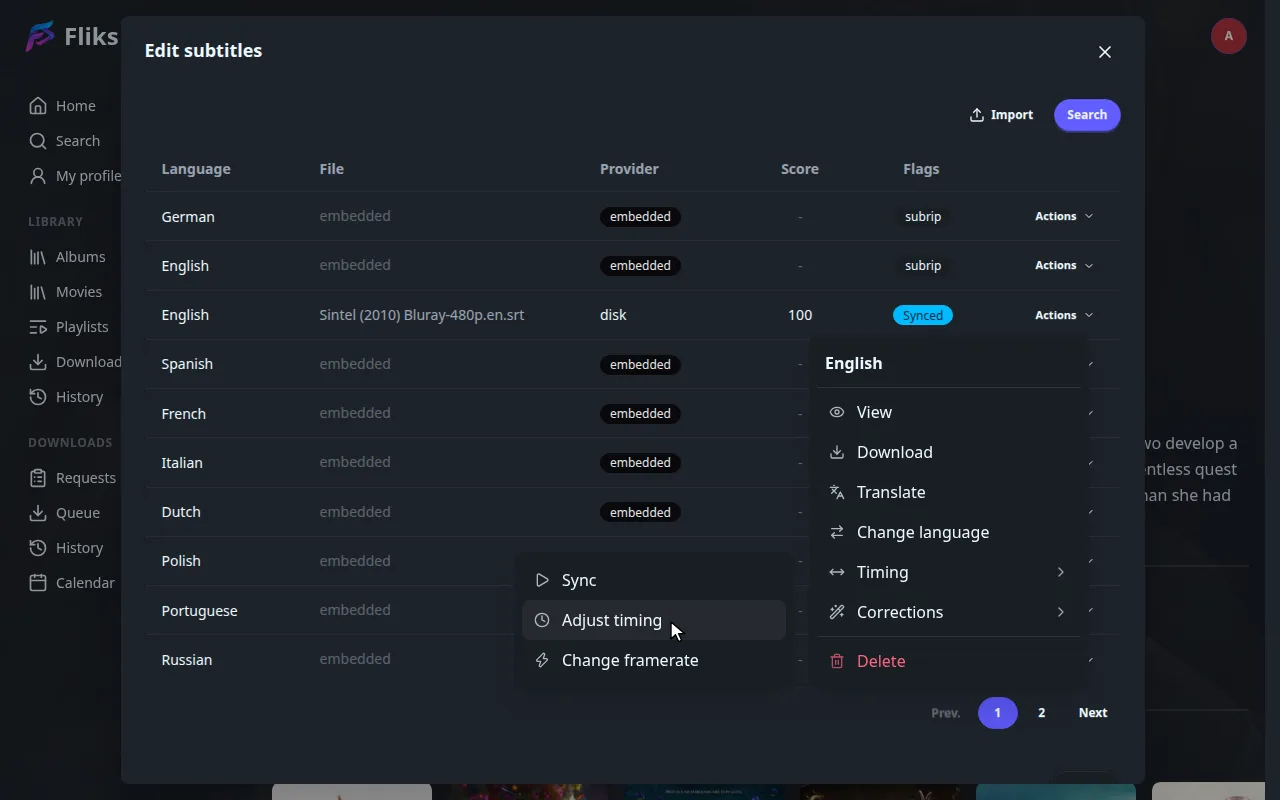 Fliks
A
Edit subtitles
Import
Search
Home
Search
My profile
LIBRARY
Albums
Movies
Playlists
Download
History
DOWNLOADS
Requests
Queue
History
Calendar
Language File Provider Score Flags
German embedded embedded - subrip Actions
English embedded embedded - subrip Actions
English Sintel (2010) Bluray-480p.en.srt disk 100 Synced Actions
Spanish embedded embedded -
French embedded embedded -
Italian embedded embedded -
Dutch embedded embedded -
Polish embedded
Portuguese embedded -
Russian embedded -
English
View
Download
Translate
Change language
Timing
Corrections
Delete
Sync
Adjust timing
Change framerate
Prev. 1 2 Next
develop a
quest
she had